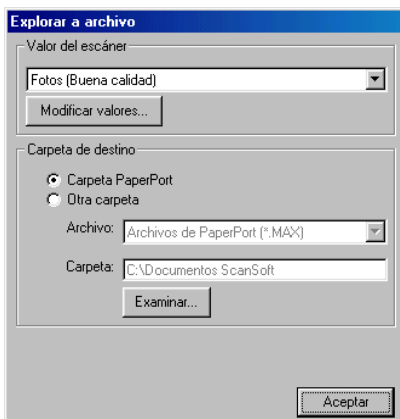 Explorar a archivo
Valor del escáner
Fotos (Buena calidad)
Modificar valores...
Carpeta de destino
Carpeta PaperPort
Otra carpeta
Archivo: Archivos de PaperPort (*.MAX)
Carpeta: C:\Documentos ScanSoft
Examinar...
Aceptar